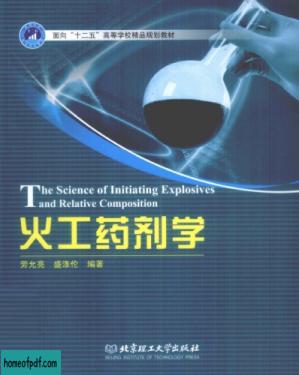 面向“十二五”高等学校精品规划教材
The Science of Initiating Explosives
and Relative Composition
火工药剂学
劳允亮 盛涤伦 编著
北京理工大学出版社
BEIJING INSTITUTE OF TECHNOLOGY PRESS
homeofpdf.com